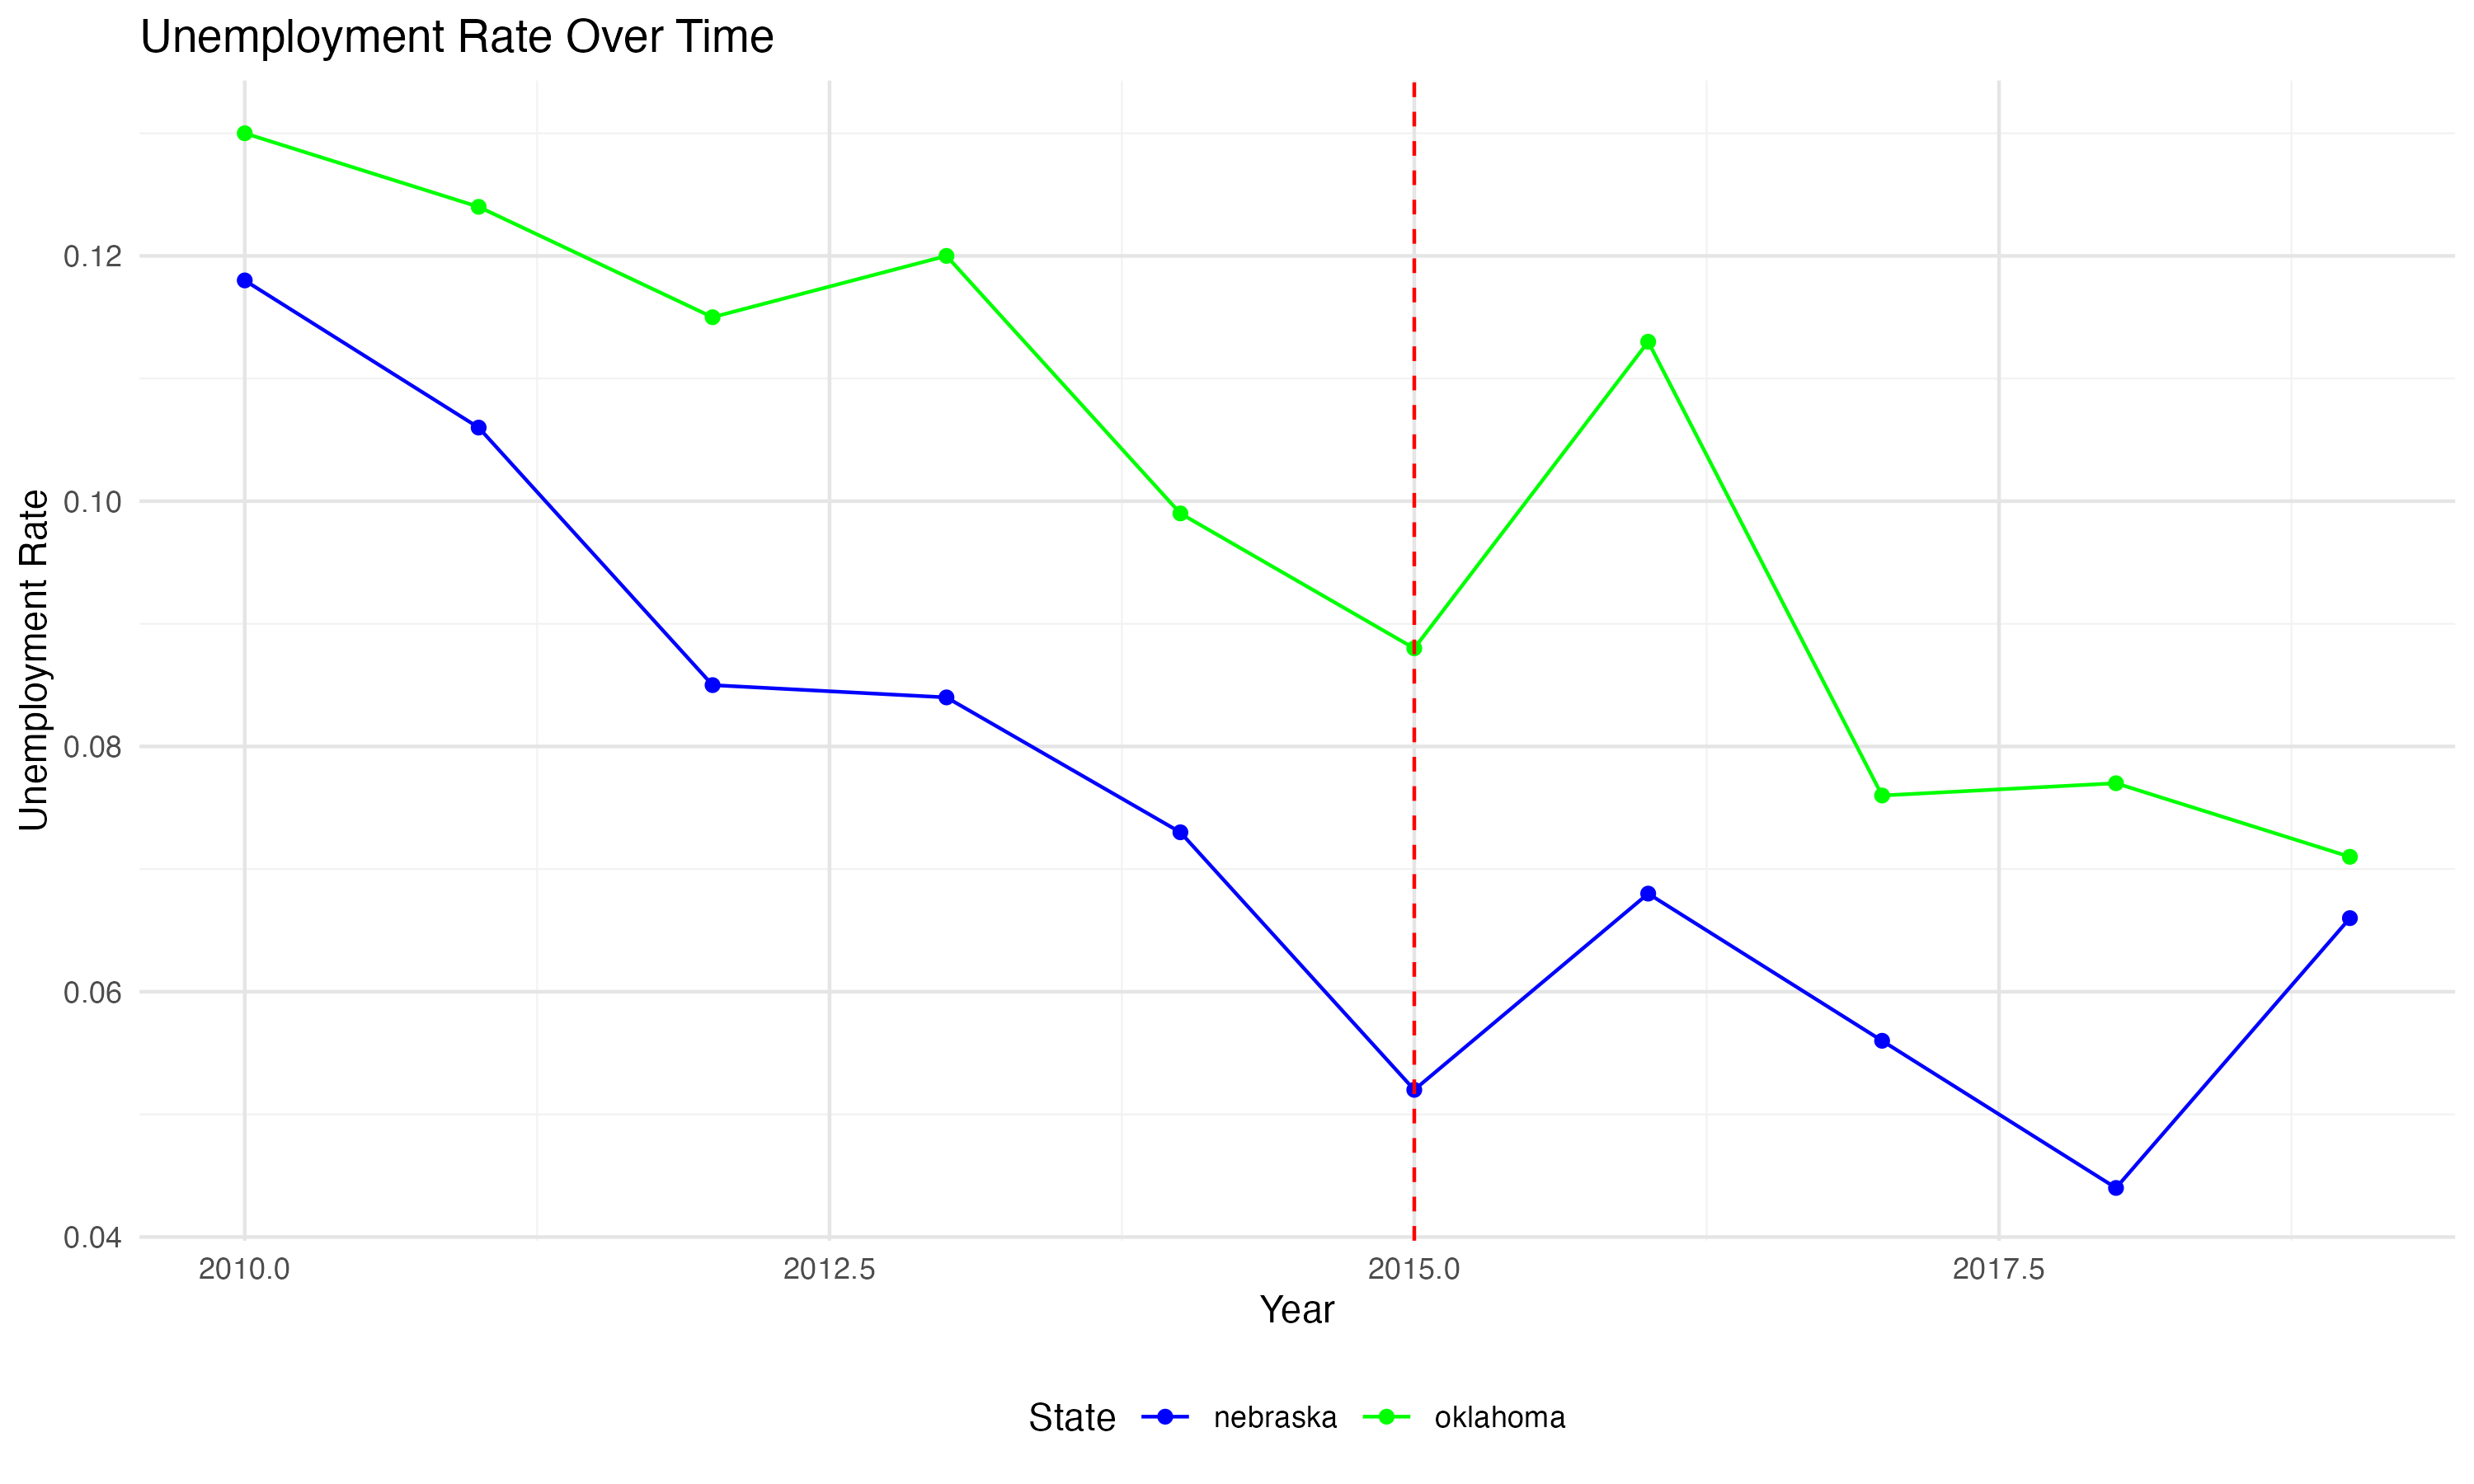 Unemployment Rate Over Time
Unemployment Rate
0.12
0.10
0.08
0.06
0.04
2010.0 2012.5 2015.0 2017.5
Year
State nebraska oklahoma